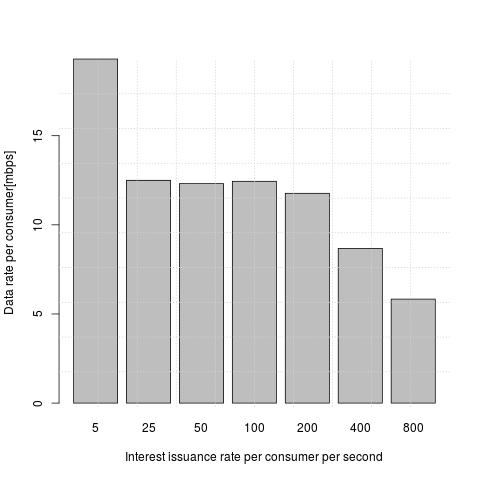 Data rate per consumer[mbps]
15
10
5
0
5 25 50 100 200 400 800
Interest issuance rate per consumer per second